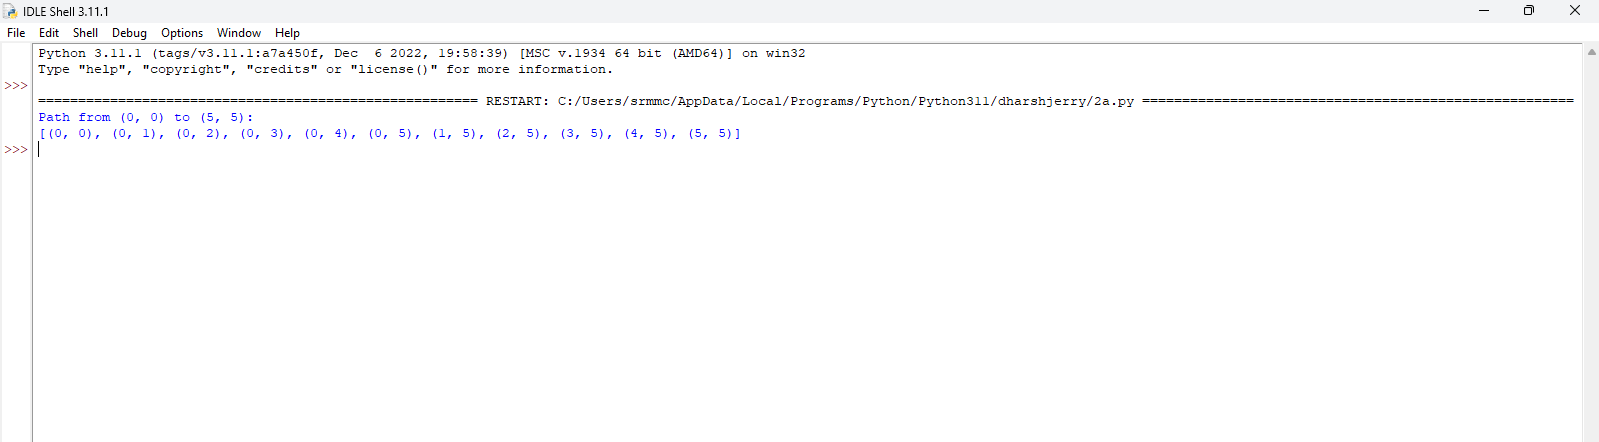 IDLE Shell 3.11.1
File Edit Shell Debug Options Window Help
Python 3.11.1 (tags/v3.11.1:a7a450f, Dec  6 2022, 19:58:39) [MSC v.1934 64 bit (AMD64)] on win32
Type "help", "copyright", "credits" or "license()" for more information.
>>>
======================================================= RESTART: C:/Users/srmmc/AppData/Local/Programs/Python/Python311/dharshjerry/2a.py ======================================================
Path from (0, 0) to (5, 5):
[(0, 0), (0, 1), (0, 2), (0, 3), (0, 4), (0, 5), (1, 5), (2, 5), (3, 5), (4, 5), (5, 5)]
>>>